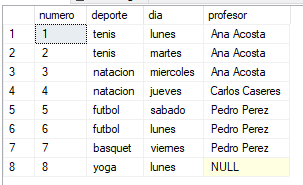 numero deporte dia profesor
1 1 tenis lunes Ana Acosta
2 2 tenis martes Ana Acosta
3 3 natacion miercoles Ana Acosta
4 4 natacion jueves Carlos Caseres
5 5 futbol sabado Pedro Perez
6 6 futbol lunes Pedro Perez
7 7 basquet viernes Pedro Perez
8 8 yoga lunes NULL